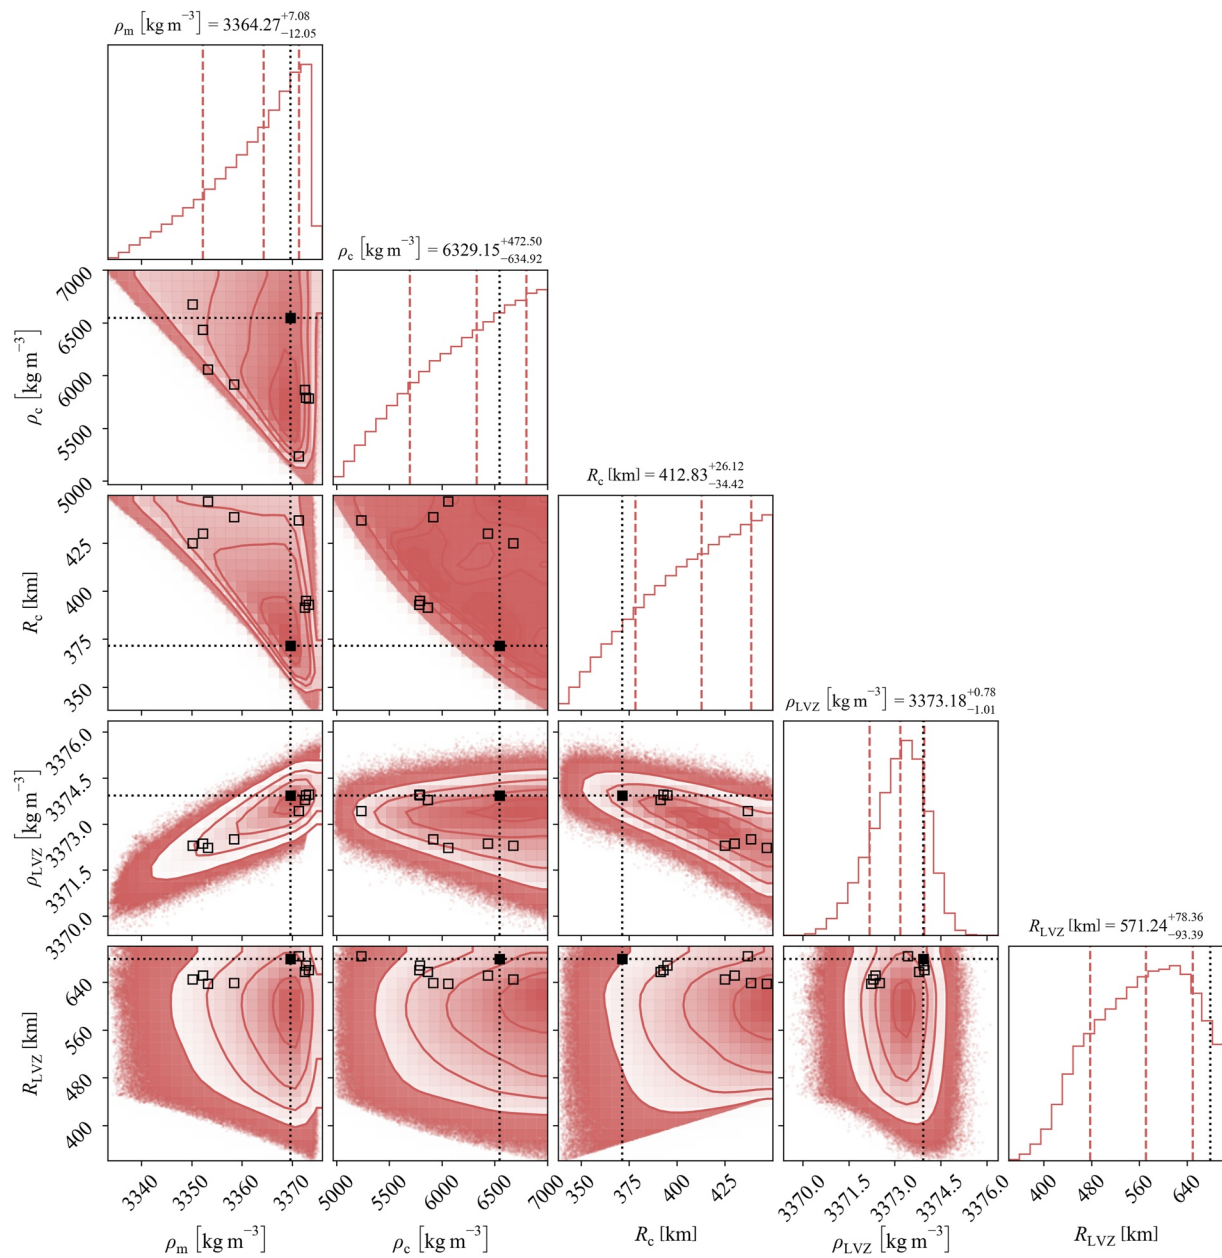 ρm [kg m−3] = 3364.27+7.08−12.05
ρc [kg m−3] = 6329.15+472.50−634.92
7000
6500
6000
5500
5000
ρc [kg m−3]
Rc [km] = 412.83+26.12−34.42
425
400
375
350
Rc [km]
ρLVZ [kg m−3] = 3373.18+0.78−1.01
3376.0
3374.5
3373.0
3371.5
3370.0
ρLVZ [kg m−3]
RLVZ [km] = 571.24+78.36−93.39
640
560
480
400
RLVZ [km]
3340 3350 3360 3370 5000 5500 6000 6500 7000 350 375 400 425 3370.0 3371.5 3373.0 3374.5 3376.0 400 480 560 640
ρm [kg m−3] ρc [kg m−3] Rc [km] ρLVZ [kg m−3] RLVZ [km]